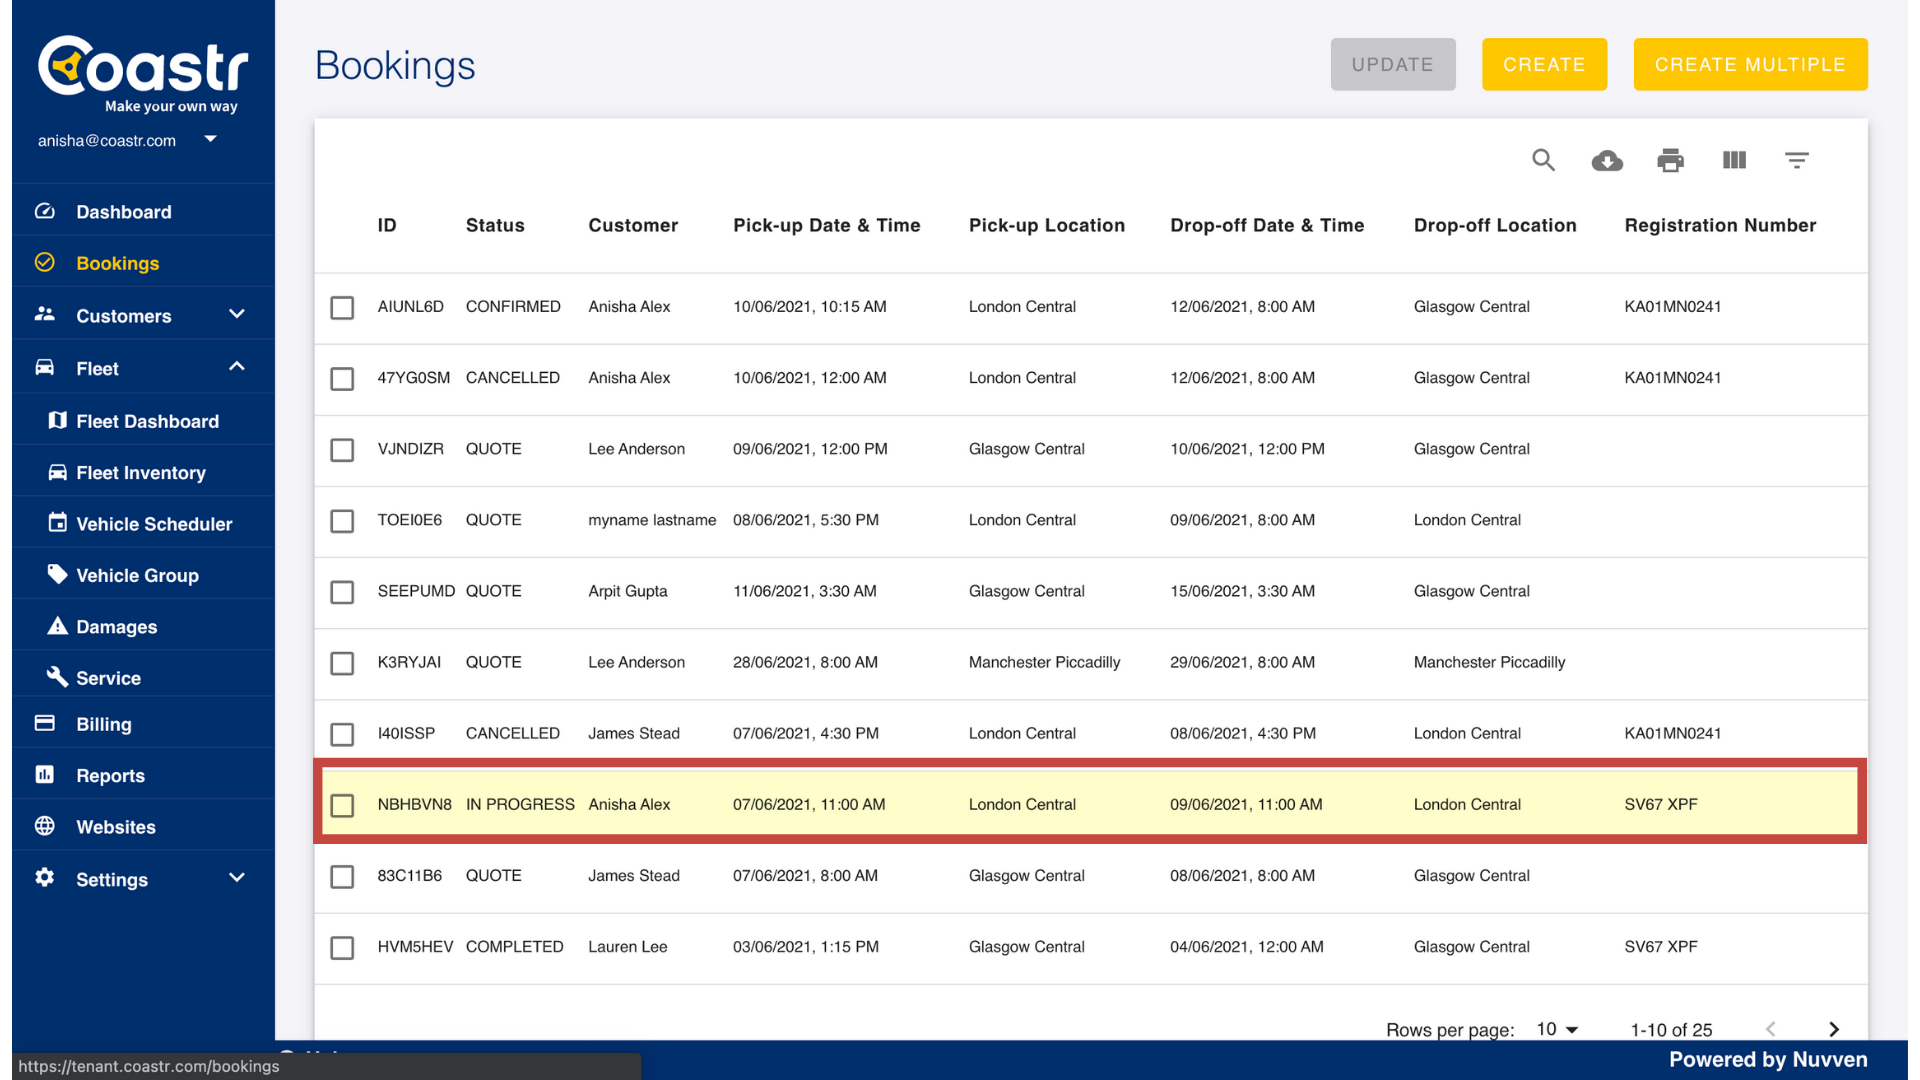 Coastr
Make your own way
anisha@coastr.com
Dashboard
Bookings
Customers
Fleet
Fleet Dashboard
Fleet Inventory
Vehicle Scheduler
Vehicle Group
Damages
Service
Billing
Reports
Websites
Settings
Bookings
UPDATE CREATE CREATE MULTIPLE
ID Status Customer Pick-up Date & Time Pick-up Location Drop-off Date & Time Drop-off Location Registration Number
AIUNL6D CONFIRMED Anisha Alex 10/06/2021, 10:15 AM London Central 12/06/2021, 8:00 AM Glasgow Central KA01MN0241
47YG0SM CANCELLED Anisha Alex 10/06/2021, 12:00 AM London Central 12/06/2021, 8:00 AM Glasgow Central KA01MN0241
VJNDIZR QUOTE Lee Anderson 09/06/2021, 12:00 PM Glasgow Central 10/06/2021, 12:00 PM Glasgow Central
TOEI0E6 QUOTE myname lastname 08/06/2021, 5:30 PM London Central 09/06/2021, 8:00 AM London Central
SEEPUMD QUOTE Arpit Gupta 11/06/2021, 3:30 AM Glasgow Central 15/06/2021, 3:30 AM Glasgow Central
K3RYJAI QUOTE Lee Anderson 28/06/2021, 8:00 AM Manchester Piccadilly 29/06/2021, 8:00 AM Manchester Piccadilly
I40ISSP CANCELLED James Stead 07/06/2021, 4:30 PM London Central 08/06/2021, 4:30 PM London Central KA01MN0241
NBHBVN8 IN PROGRESS Anisha Alex 07/06/2021, 11:00 AM London Central 09/06/2021, 11:00 AM London Central SV67 XPF
83C11B6 QUOTE James Stead 07/06/2021, 8:00 AM Glasgow Central 08/06/2021, 8:00 AM Glasgow Central
HVM5HEV COMPLETED Lauren Lee 03/06/2021, 1:15 PM Glasgow Central 04/06/2021, 12:00 AM Glasgow Central SV67 XPF
Rows per page: 10 1-10 of 25
Powered by Nuvven
https://tenant.coastr.com/bookings